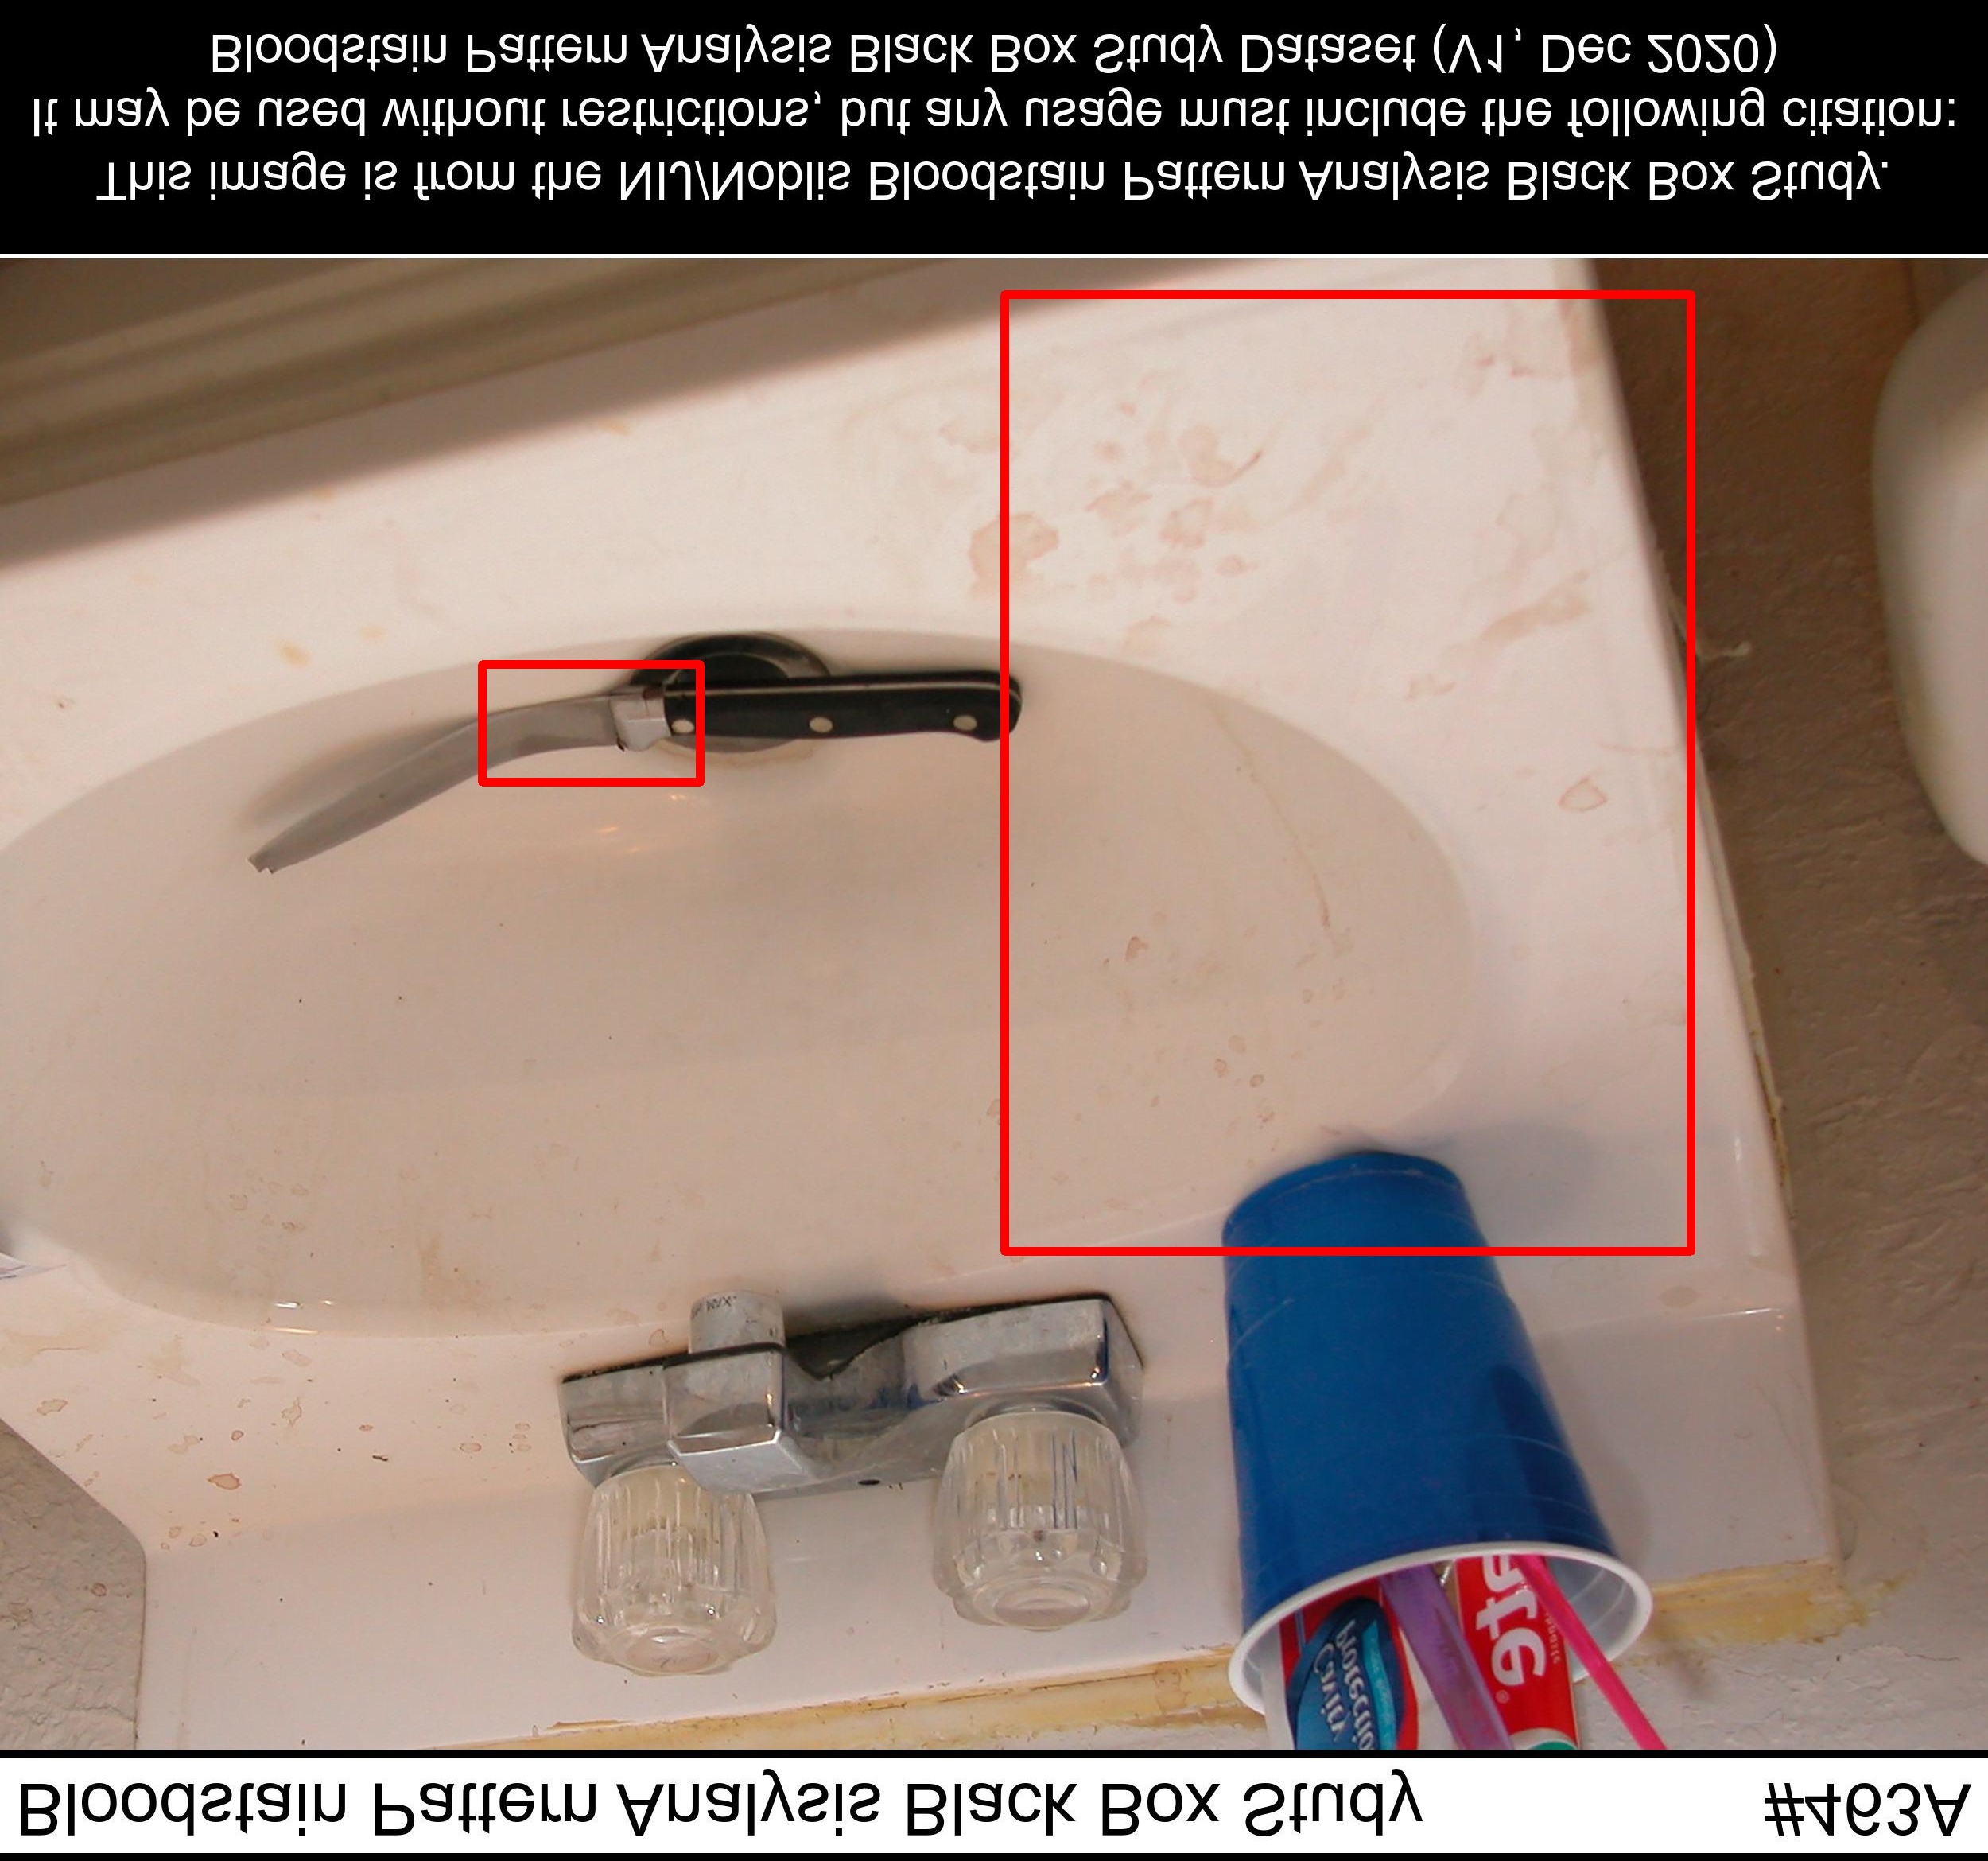 Bloodstain Pattern Analysis Black Box Study #463A
Cavity
This image is from the NIJ/Noblis Bloodstain Pattern Analysis Black Box Study.
It may be used without restrictions, but any usage must include the following citation:
Bloodstain Pattern Analysis Black Box Study Dataset (V1, Dec 2020)